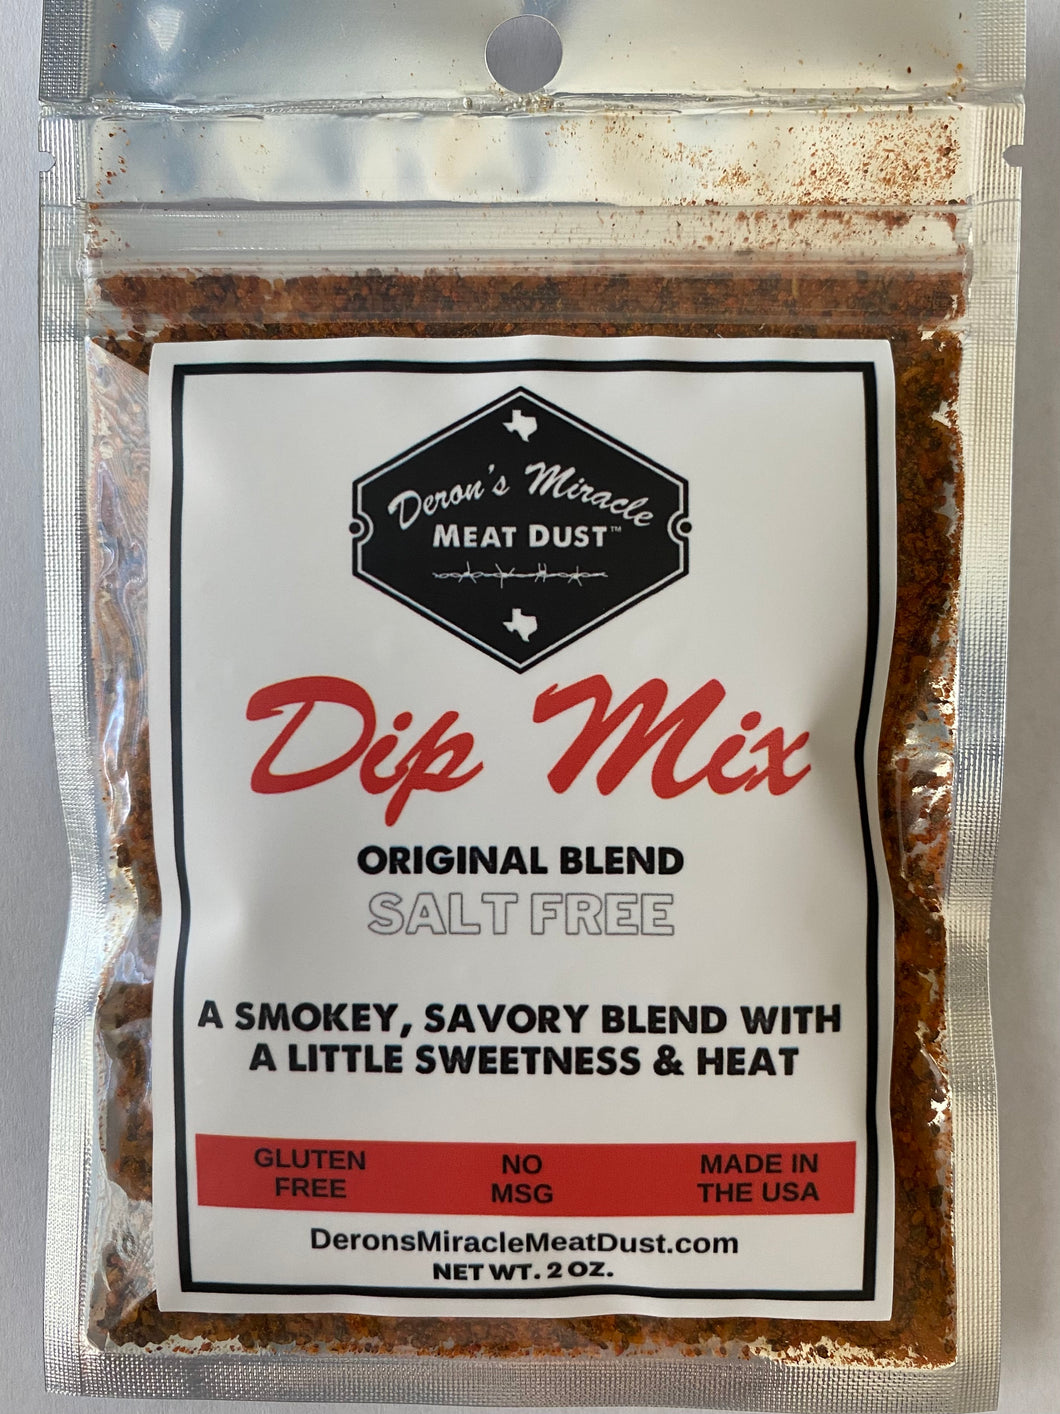 Deron's Miracle
MEAT DUST™
Dip Mix
ORIGINAL BLEND
SALT FREE
A SMOKEY, SAVORY BLEND WITH
A LITTLE SWEETNESS & HEAT
GLUTEN FREE
NO MSG
MADE IN THE USA
DeronsMiracleMeatDust.com
NET WT. 2 OZ.